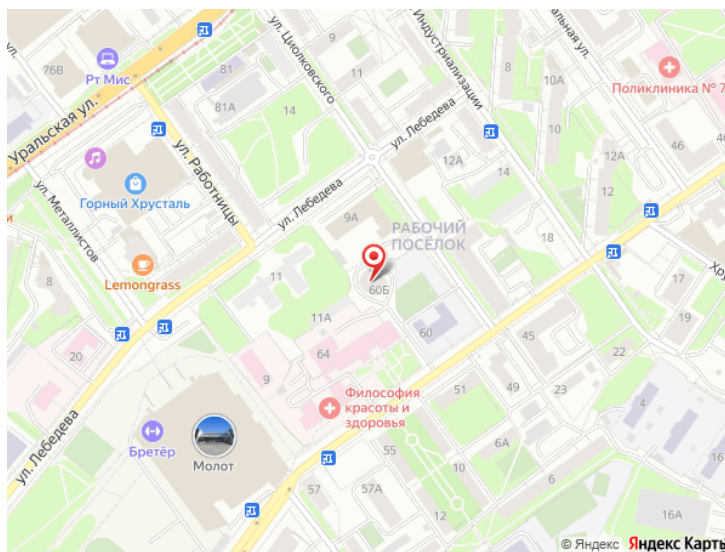 76В
Рт Мис
Уральская ул.
81
81А
ул. Циолковского
9
11
14
Индустриализации
ул. Лебедева
10
10А
альная ул.
Поликлиника № 7
12
46
44
12А
14
12
ул. Работницы
ул. Металлистов
Горный Хрусталь
и
Lemongrass
8
ул. Лебедева
9А
РАБОЧИЙ
ПОСЁЛОК
18
17
19
11
60Б
11А
60
45
22
20
64
9
Философия
красоты и
здоровья
51
49
23
4
ул. Лебедева
Бретёр
Молот
55
10
6А
6
57
57А
8
16А
© Яндекс Яндекс Карты